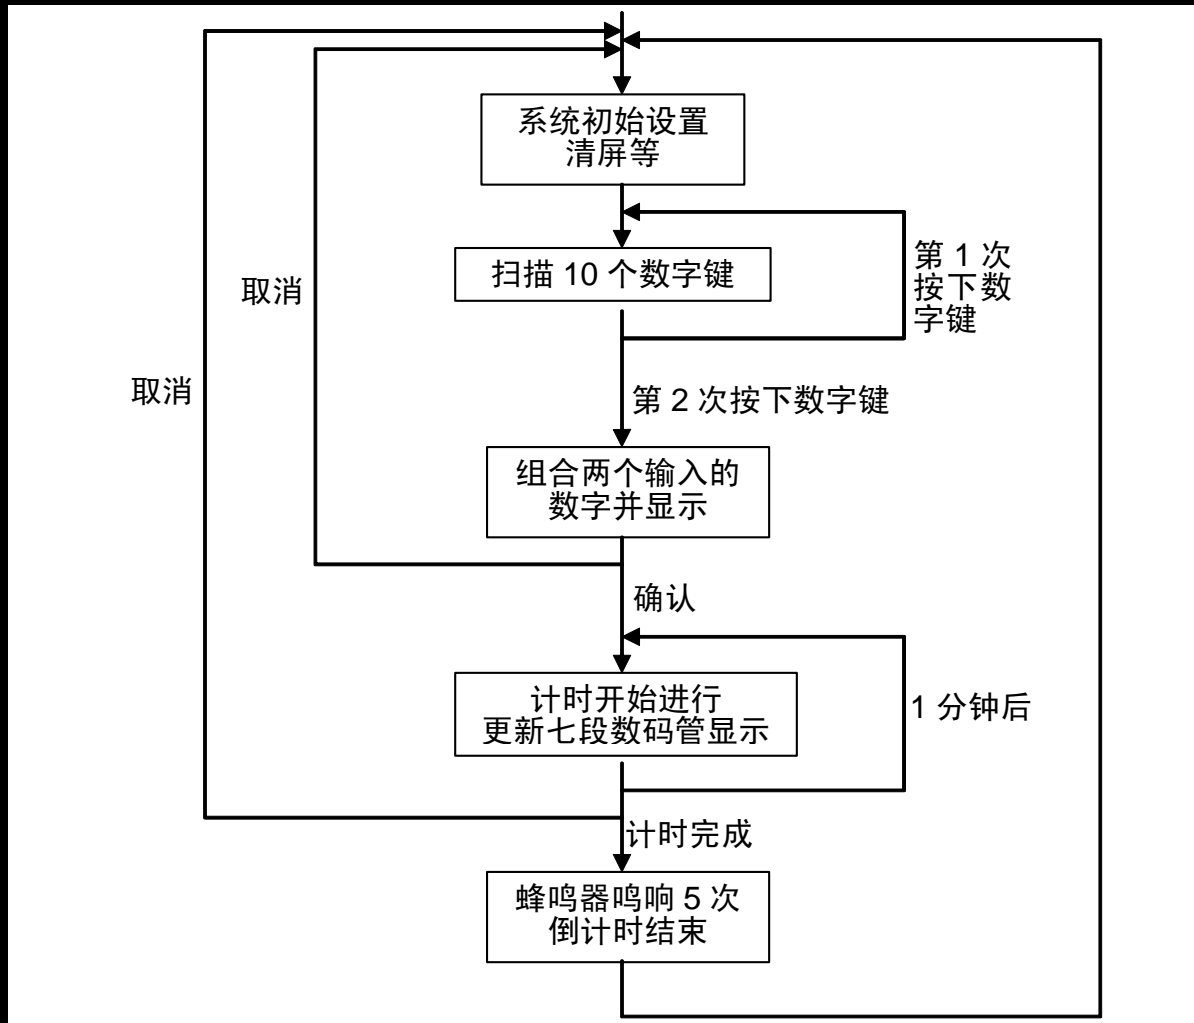 系统初始设置
清屏等
扫描 10 个数字键
第 1 次
按下数
字键
取消
取消
第 2 次按下数字键
组合两个输入的
数字并显示
确认
计时开始进行
更新七段数码管显示
1 分钟后
计时完成
蜂鸣器鸣响 5 次
倒计时结束